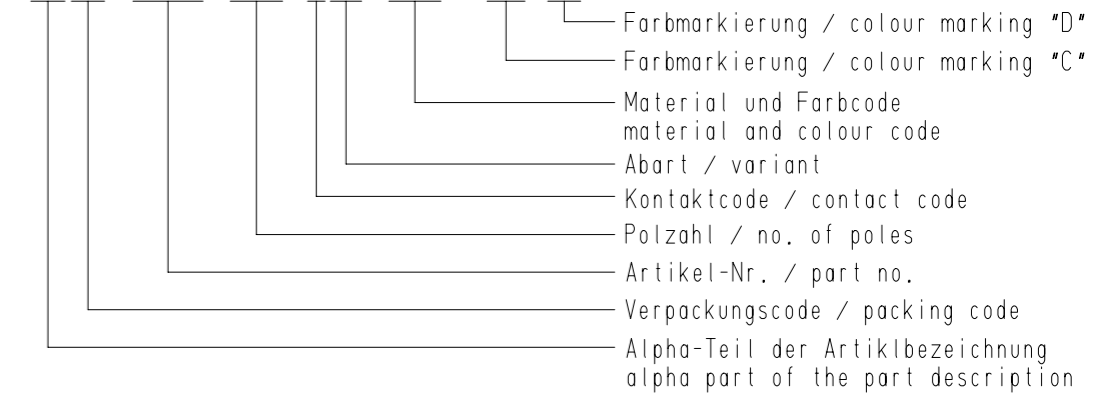 Farbmarkierung / colour marking "D"
Farbmarkierung / colour marking "C"
Material und Farbcode
material and colour code
Abart / variant
Kontaktcode / contact code
Polzahl / no. of poles
Artikel-Nr. / part no.
Verpackungscode / packing code
Alpha-Teil der Artiklbezeichnung
alpha part of the part description